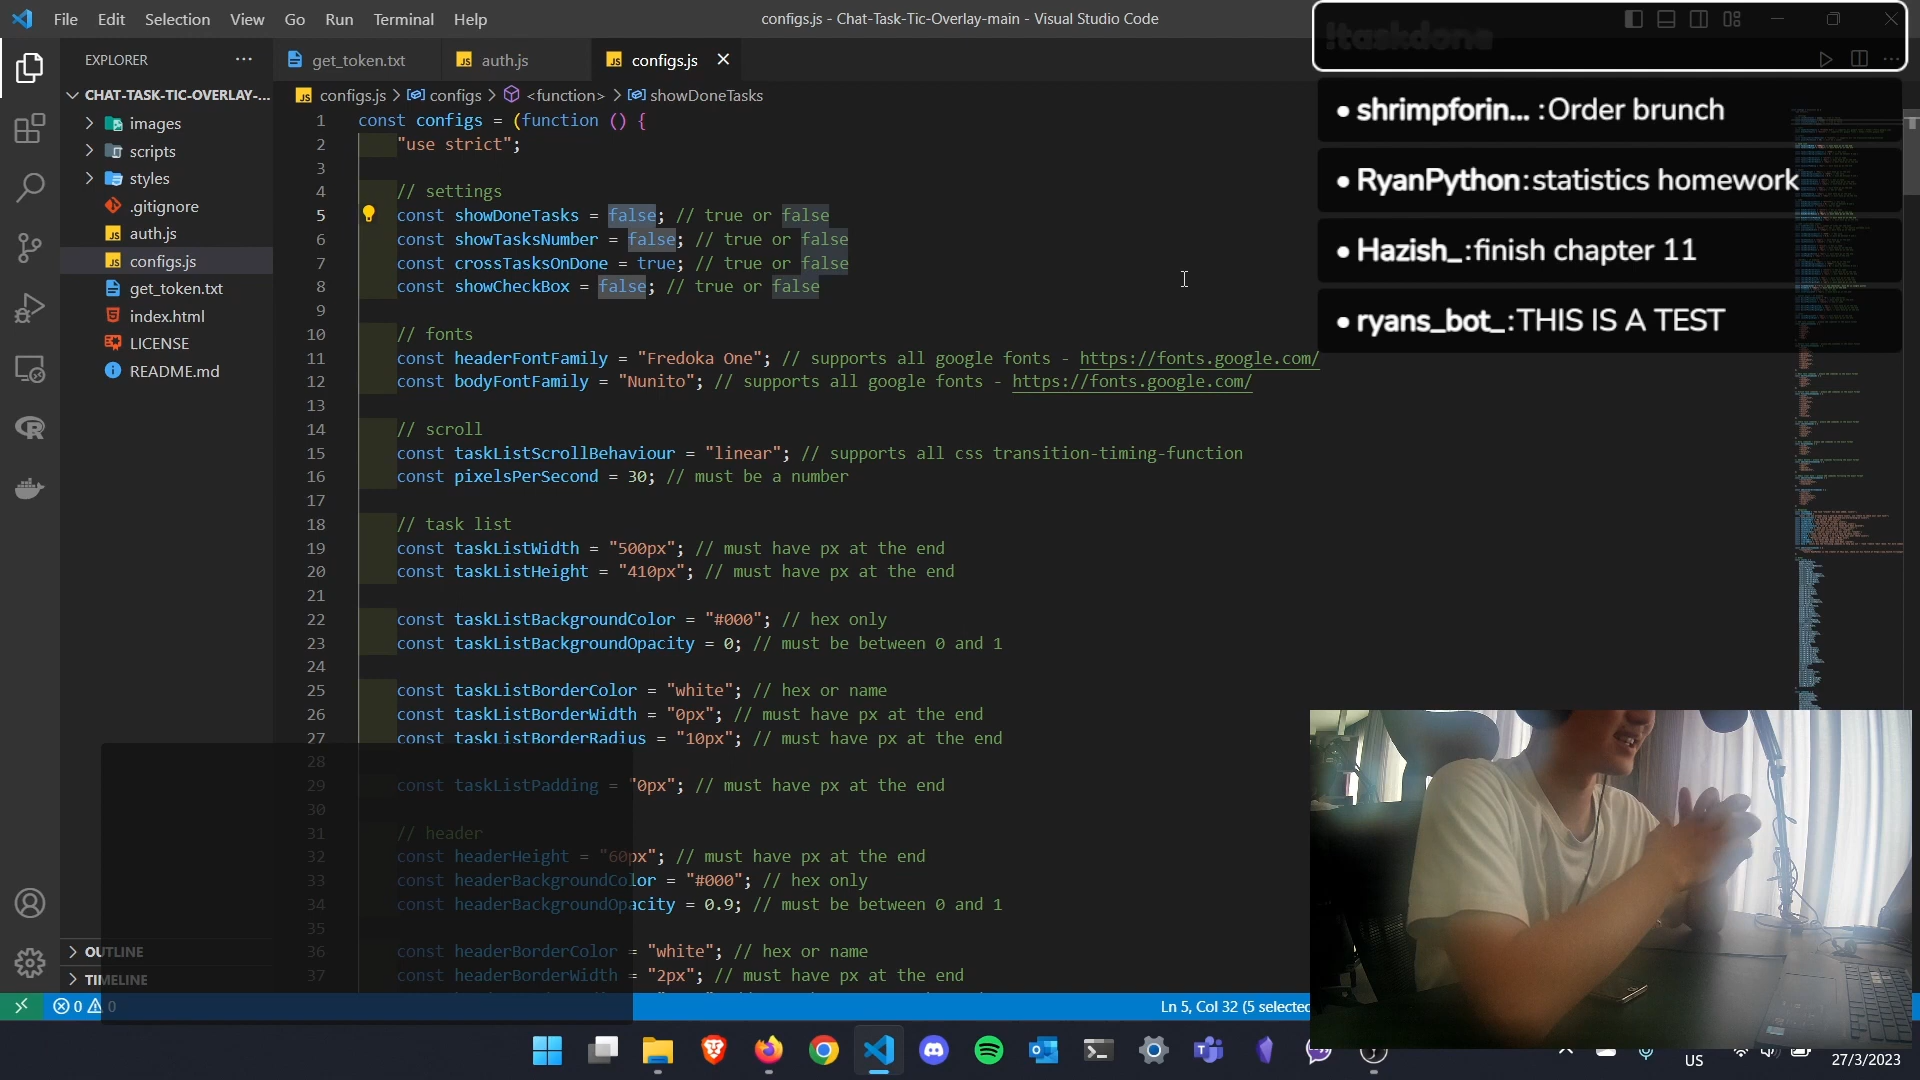 File Edit Selection View Go Run Terminal Help
configs.js - Chat-Task-Tic-Overlay-main - Visual Studio Code
!taskdone
EXPLORER
get_token.txt
auth.js
configs.js
CHAT-TASK-TIC-OVERLAY-...
images
scripts
styles
.gitignore
auth.js
configs.js
get_token.txt
index.html
LICENSE
README.md
OUTLINE
TIMELINE
configs.js > configs > <function> > showDoneTasks
1 const configs = (function () {
2 "use strict";
3
4 // settings
5 const showDoneTasks = false; // true or false
6 const showTasksNumber = false; // true or false
7 const crossTasksOnDone = true; // true or false
8 const showCheckBox = false; // true or false
9
10 // fonts
11 const headerFontFamily = "Fredoka One"; // supports all google fonts - https://fonts.google.com/
12 const bodyFontFamily = "Nunito"; // supports all google fonts - https://fonts.google.com/
13
14 // scroll
15 const taskListScrollBehaviour = "linear"; // supports all css transition-timing-function
16 const pixelsPerSecond = 30; // must be a number
17
18 // task list
19 const taskListWidth = "500px"; // must have px at the end
20 const taskListHeight = "410px"; // must have px at the end
21
22 const taskListBackgroundColor = "#000"; // hex only
23 const taskListBackgroundOpacity = 0; // must be between 0 and 1
24
25 const taskListBorderColor = "white"; // hex or name
26 const taskListBorderWidth = "0px"; // must have px at the end
27 const taskListBorderRadius = "10px"; // must have px at the end
28
29 const taskListPadding = "0px"; // must have px at the end
30
31 // header
32 const headerHeight = "60px"; // must have px at the end
33 const headerBackgroundColor = "#000"; // hex only
34 const headerBackgroundOpacity = 0.9; // must be between 0 and 1
35
36 const headerBorderColor = "white"; // hex or name
37 const headerBorderWidth = "2px"; // must have px at the end
• shrimpforin... :Order brunch
• RyanPython:statistics homework
• Hazish_:finish chapter 11
• ryans_bot_:THIS IS A TEST
0 0
Ln 5, Col 32 (5 selected
US
27/3/2023